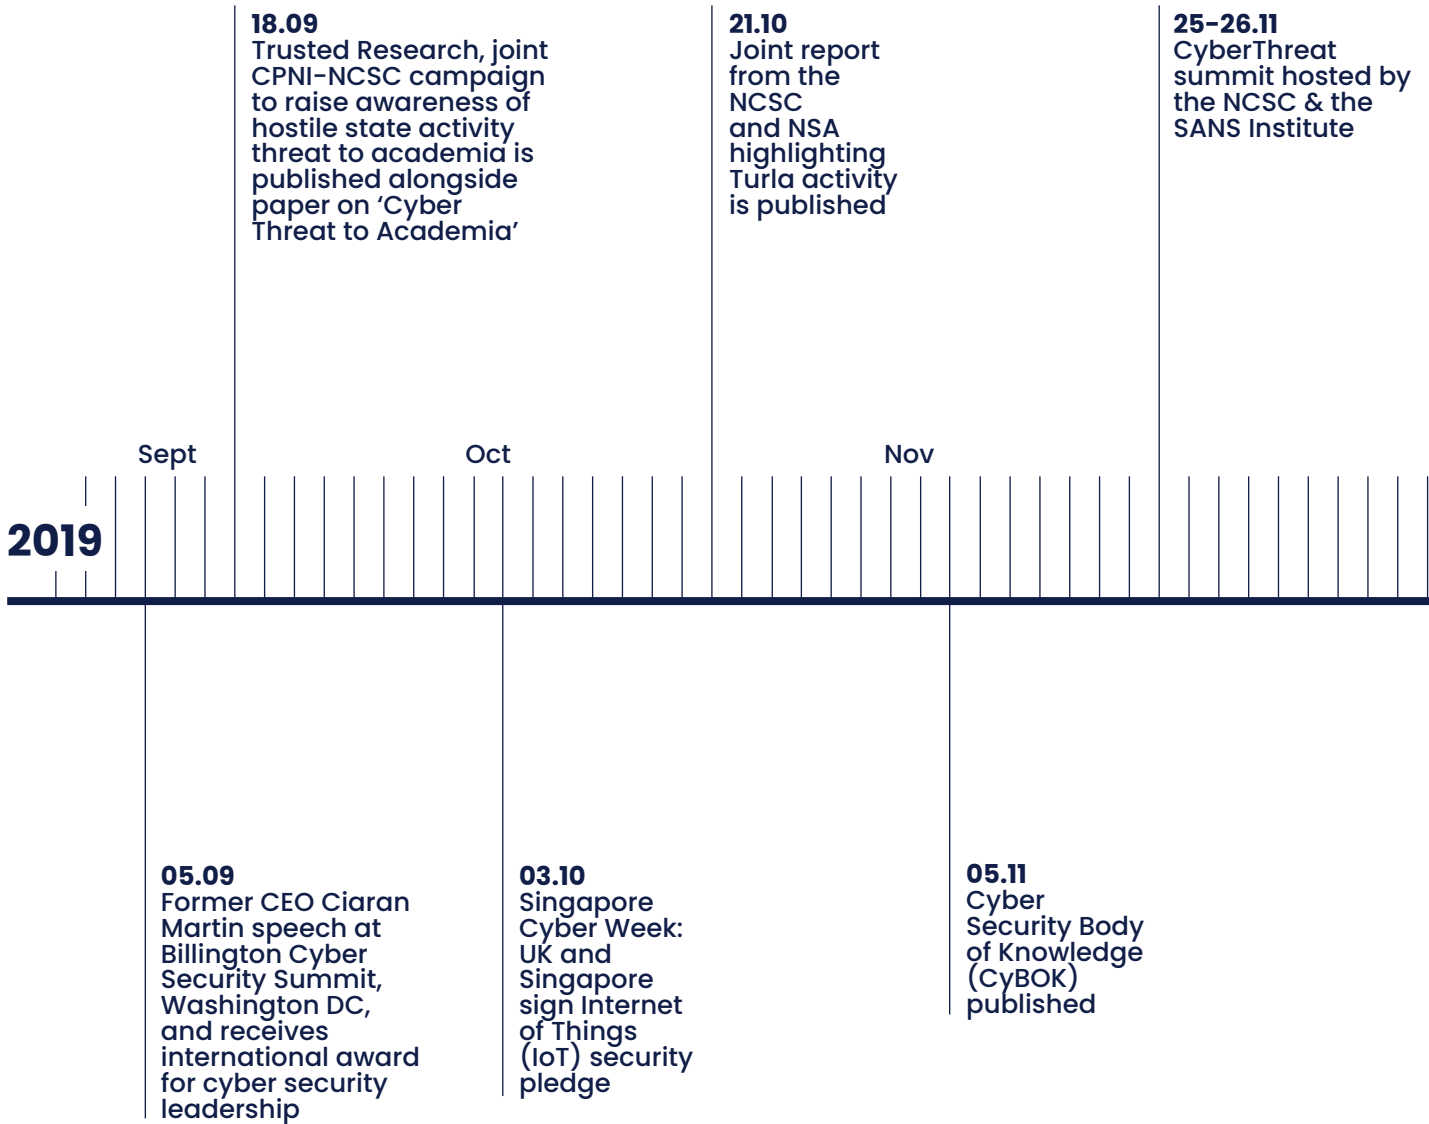 18.09
Trusted Research, joint
CPNI-NCSC campaign
to raise awareness of
hostile state activity
threat to academia is
published alongside
paper on ‘Cyber
Threat to Academia’
21.10
Joint report
from the
NCSC
and NSA
highlighting
Turla activity
is published
25-26.11
CyberThreat
summit hosted by
the NCSC & the
SANS Institute
Sept
Oct
Nov
2019
05.09
Former CEO Ciaran
Martin speech at
Billington Cyber
Security Summit,
Washington DC,
and receives
international award
for cyber security
leadership
03.10
Singapore
Cyber Week:
UK and
Singapore
sign Internet
of Things
(IoT) security
pledge
05.11
Cyber
Security Body
of Knowledge
(CyBOK)
published